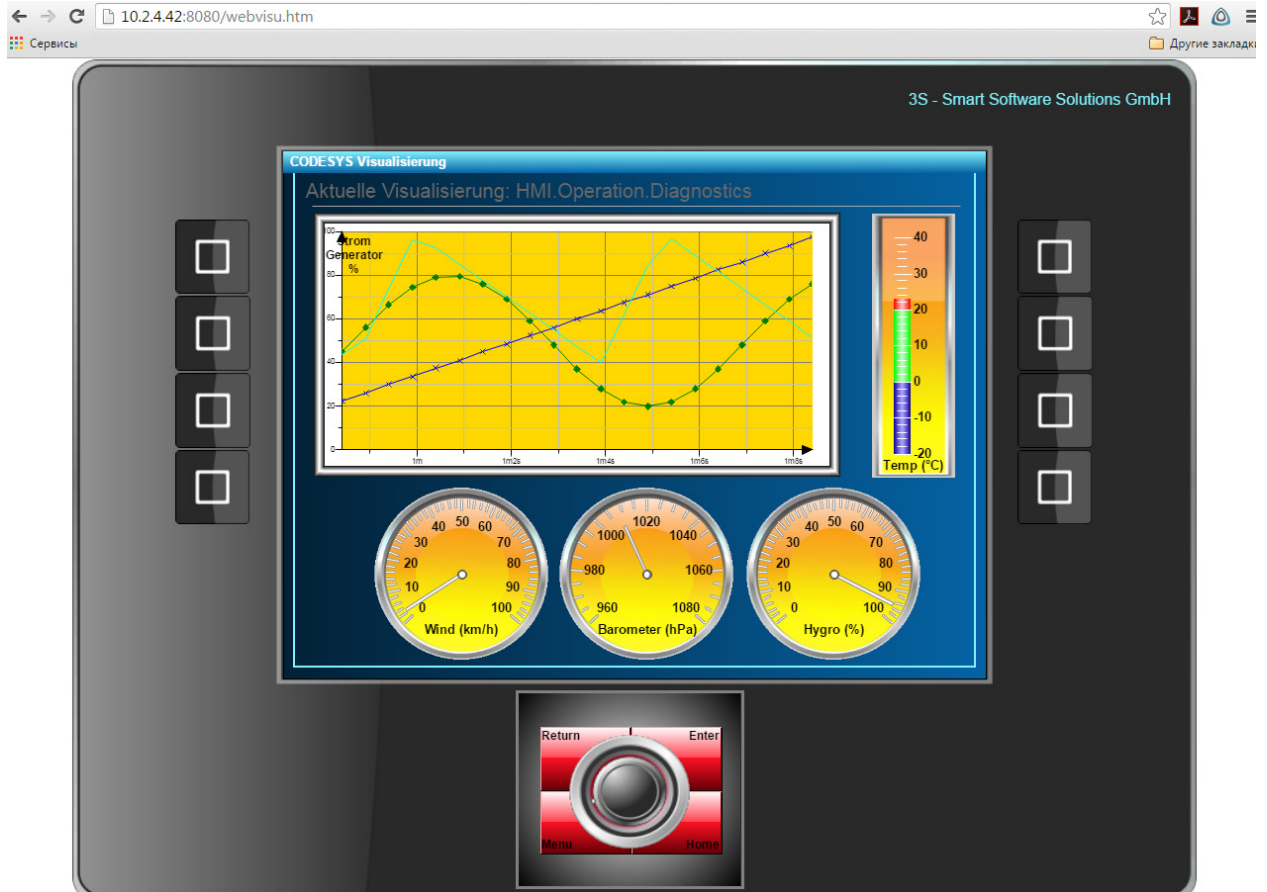 10.2.4.42:8080/webvisu.htm
Сервисы
Другие закладки
3S - Smart Software Solutions GmbH
CODESYS Visualisierung
Aktuelle Visualisierung: HMI.Operation.Diagnostics
Strom
Generator
%
100
80
60
40
20
0
1m
1m2s
1m4s
1m6s
1m8s
40
30
20
10
0
-10
-20
Temp (°C)
0 10 20 30 40 50 60 70 80 90 100
Wind (km/h)
960 980 1000 1020 1040 1060 1080
Barometer (hPa)
0 10 20 30 40 50 60 70 80 90 100
Hygro (%)
Return
Enter
Menu
Home